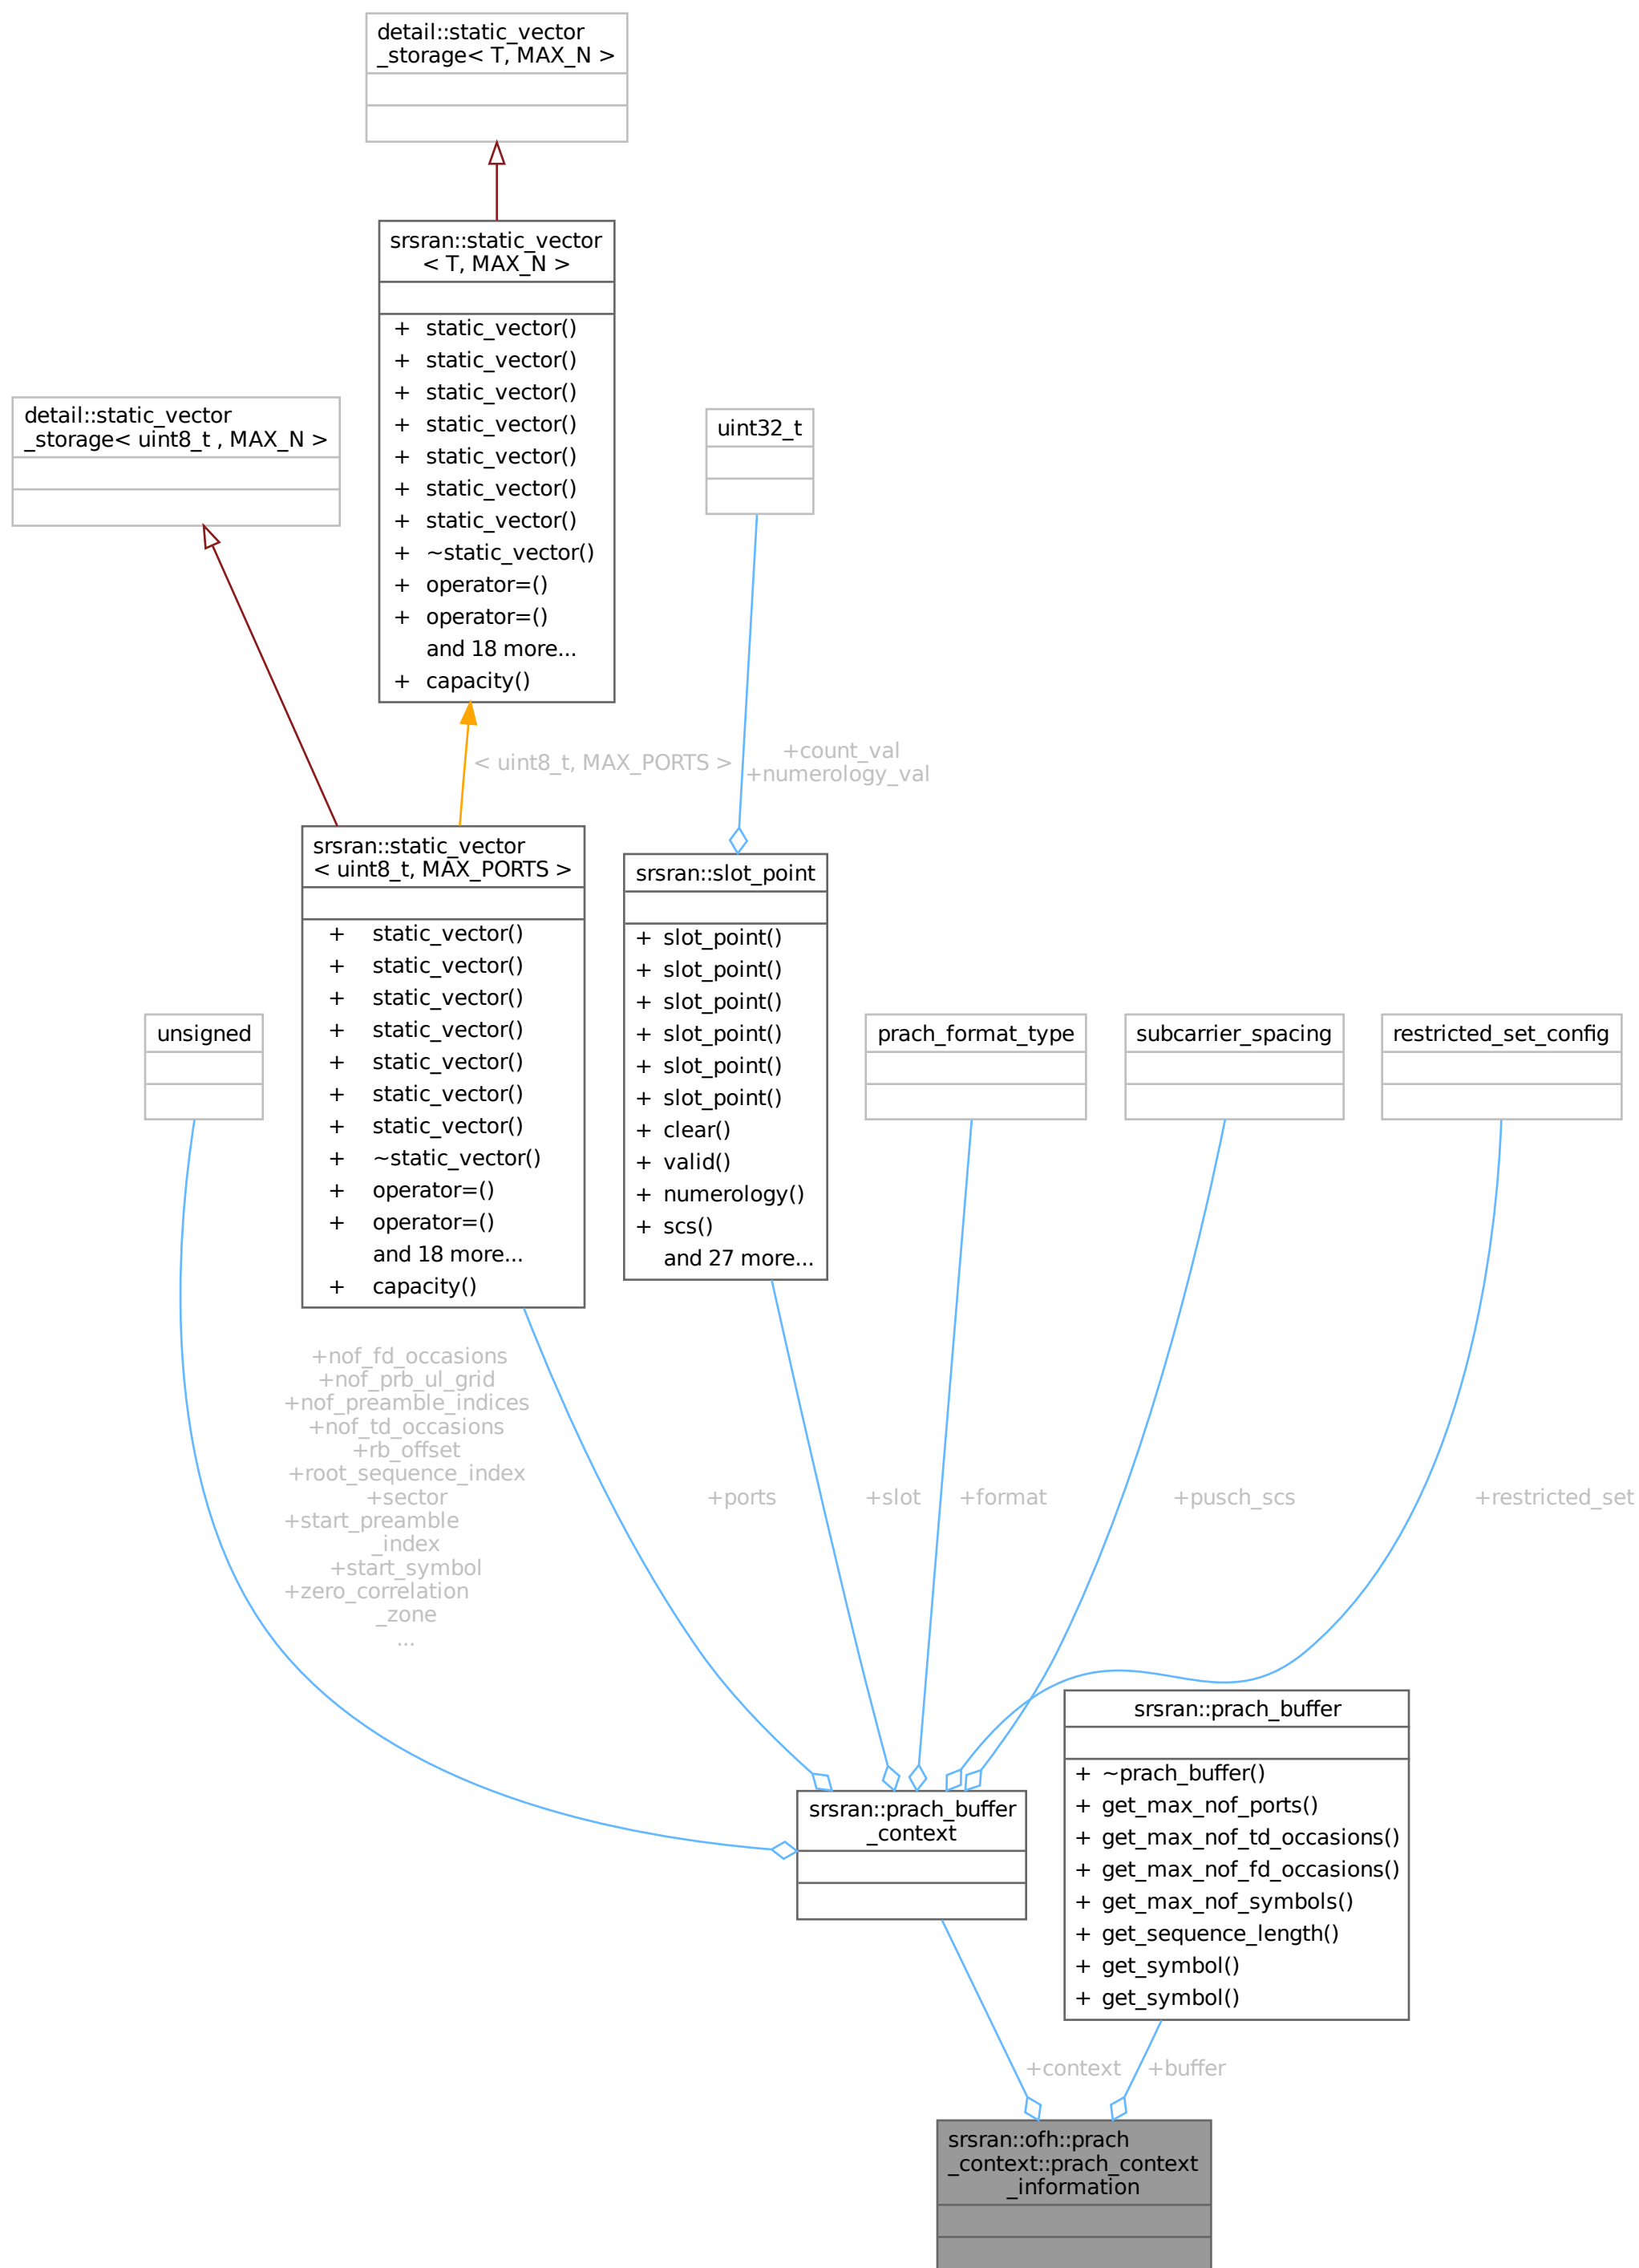 detail::static_vector
_storage< T, MAX_N >
srsran::static_vector
< T, MAX_N >
+ static_vector()
+ static_vector()
+ static_vector()
+ static_vector()
+ static_vector()
+ static_vector()
+ static_vector()
+ ~static_vector()
+ operator=()
+ operator=()
and 18 more...
+ capacity()
detail::static_vector
_storage< uint8_t , MAX_N >
uint32_t
< uint8_t, MAX_PORTS >
+count_val
+numerology_val
srsran::static_vector
< uint8_t, MAX_PORTS >
+ static_vector()
+ static_vector()
+ static_vector()
+ static_vector()
+ static_vector()
+ static_vector()
+ static_vector()
+ ~static_vector()
+ operator=()
+ operator=()
and 18 more...
+ capacity()
srsran::slot_point
+ slot_point()
+ slot_point()
+ slot_point()
+ slot_point()
+ slot_point()
+ slot_point()
+ clear()
+ valid()
+ numerology()
+ scs()
and 27 more...
unsigned
prach_format_type
subcarrier_spacing
restricted_set_config
+nof_fd_occasions
+nof_prb_ul_grid
+nof_preamble_indices
+nof_td_occasions
+rb_offset
+root_sequence_index
+sector
+start_preamble
_index
+start_symbol
+zero_correlation
_zone
...
+ports
+slot
+format
+pusch_scs
+restricted_set
srsran::prach_buffer
_context
srsran::prach_buffer
+ ~prach_buffer()
+ get_max_nof_ports()
+ get_max_nof_td_occasions()
+ get_max_nof_fd_occasions()
+ get_max_nof_symbols()
+ get_sequence_length()
+ get_symbol()
+ get_symbol()
+context
+buffer
srsran::ofh::prach
_context::prach_context
_information